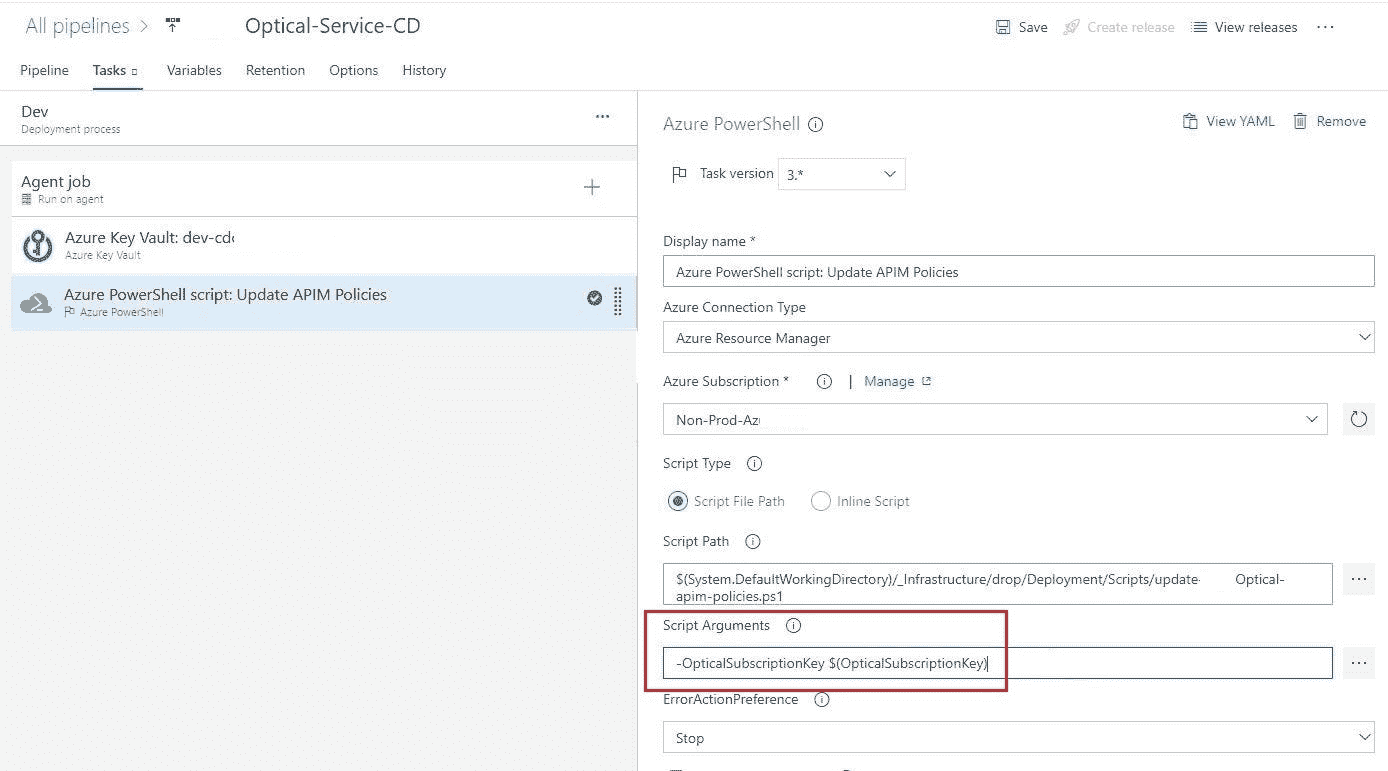 All pipelines > Optical-Service-CD
Save Create release View releases ...
Pipeline Tasks Variables Retention Options History
Dev
Deployment process
...
Agent job
Run on agent
Azure Key Vault: dev-cd
Azure Key Vault
Azure PowerShell script: Update APIM Policies
Azure PowerShell
Azure PowerShell
View YAML Remove
Task version 3.*
Display name *
Azure PowerShell script: Update APIM Policies
Azure Connection Type
Azure Resource Manager
Azure Subscription * | Manage
Non-Prod-Az
Script Type
Script File Path Inline Script
Script Path
$(System.DefaultWorkingDirectory)/_Infrastructure/drop/Deployment/Scripts/update- Optical-
apim-policies.ps1
...
Script Arguments
-OpticalSubscriptionKey $(OpticalSubscriptionKey)
...
ErrorActionPreference
Stop